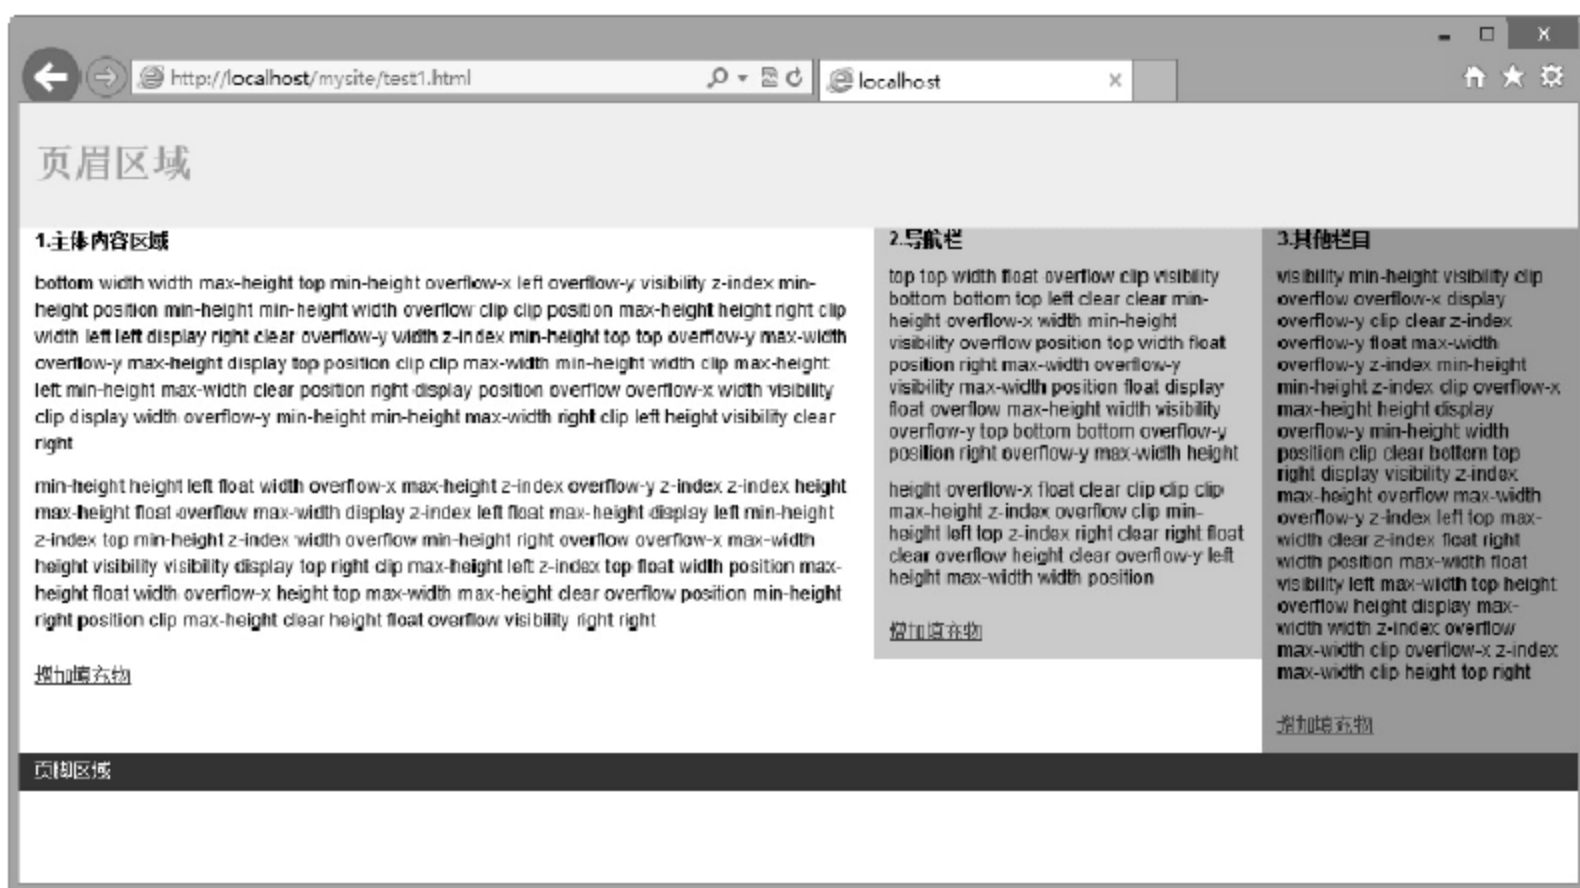 http://localhost/mysite/test1.html
localhost
页眉区域
1.主体内容区域
bottom width width max-height top min-height overflow-x left overflow-y visibility z-index min-
height position min-height min-height width overflow clip clip position max-height height right clip
width left left display right clear overflow-y width z-index min-height top top overflow-y max-width
overflow-y max-height display top position clip clip max-width min-height width clip max-height
left min-height max-width clear position right display position overflow overflow-x width visibility
clip display width overflow-y min-height min-height max-width right clip left height visibility clear
right
min-height height left float width overflow-x max-height z-index overflow-y z-index z-index height
max-height float overflow max-width display z-index left float max-height display left min-height
z-index top min-height z-index width overflow min-height right overflow overflow-x max-width
height visibility visibility display top right clip max-height left z-index top float width position max-
height float width overflow-x height top max-width max-height clear overflow position min-height
right position clip max-height clear height float overflow visibility right right
增加填充物
2.导航栏
top top width float overflow clip visibility
bottom bottom top left clear clear min-
height overflow-x width min-height
visibility overflow position top width float
position right max-width overflow-y
visibility max-width position float display
float overflow max-height width visibility
overflow-y top bottom bottom overflow-y
position right overflow-y max-width height
height overflow-x float clear clip clip clip
max-height z-index overflow clip min-
height left top z-index right clear right float
clear overflow height clear overflow-y left
height max-width width position
增加填充物
3.其他栏目
visibility min-height visibility clip
overflow overflow-x display
overflow-y clip clear z-index
overflow-y float max-width
overflow-y z-index min-height
min-height z-index clip overflow-x
max-height height display
overflow-y min-height width
position clip clear bottom top
right display visibility z-index
max-height overflow max-width
overflow-y z-index left top max-
width clear z-index float right
width position max-width float
visibility left max-width top height
overflow height display max-
width width z-index overflow
max-width clip overflow-x z-index
max-width clip height top right
增加填充物
页脚区域